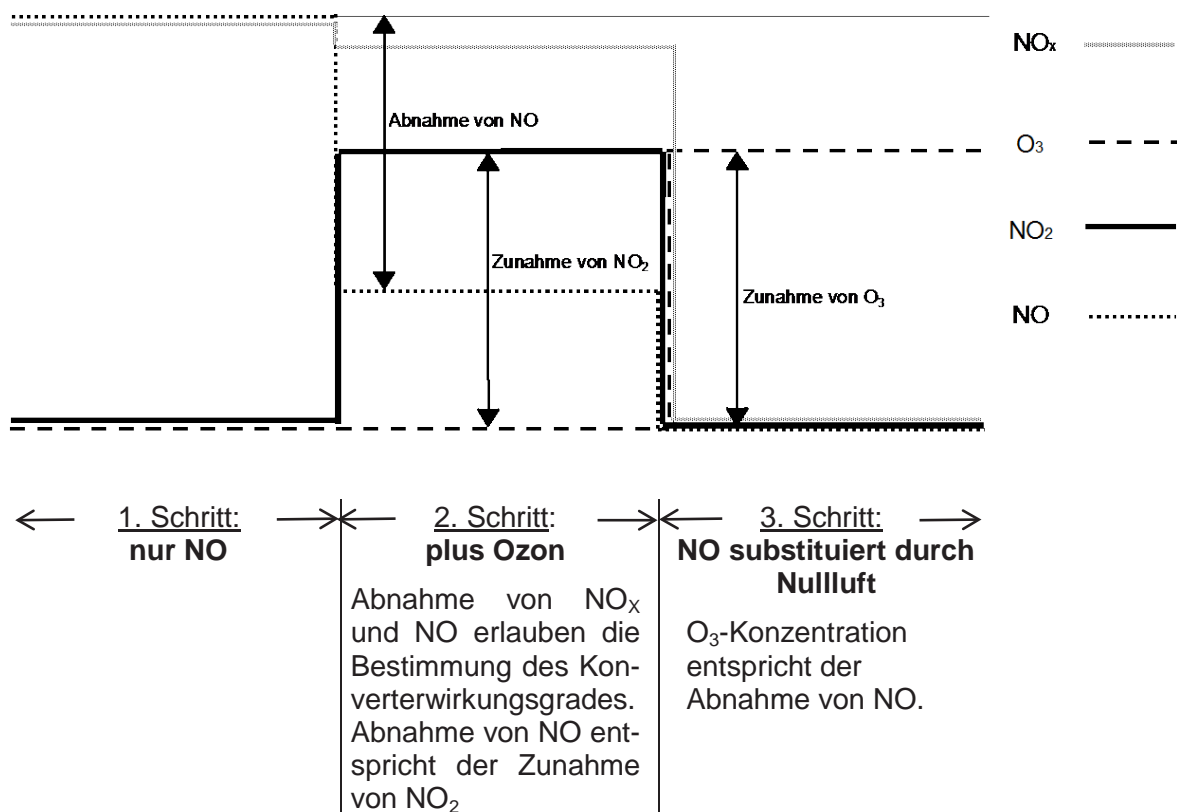 NOx
Abnahme von NO
O₃
NO₂
Zunahme von NO₂
Zunahme von O₃
NO
1. Schritt:
nur NO
2. Schritt:
plus Ozon
Abnahme von NOX
und NO erlauben die
Bestimmung des Kon-
verterwirkungsgrades.
Abnahme von NO ent-
spricht der Zunahme
von NO₂
3. Schritt:
NO substituiert durch
Nullluft
O₃-Konzentration
entspricht der
Abnahme von NO.